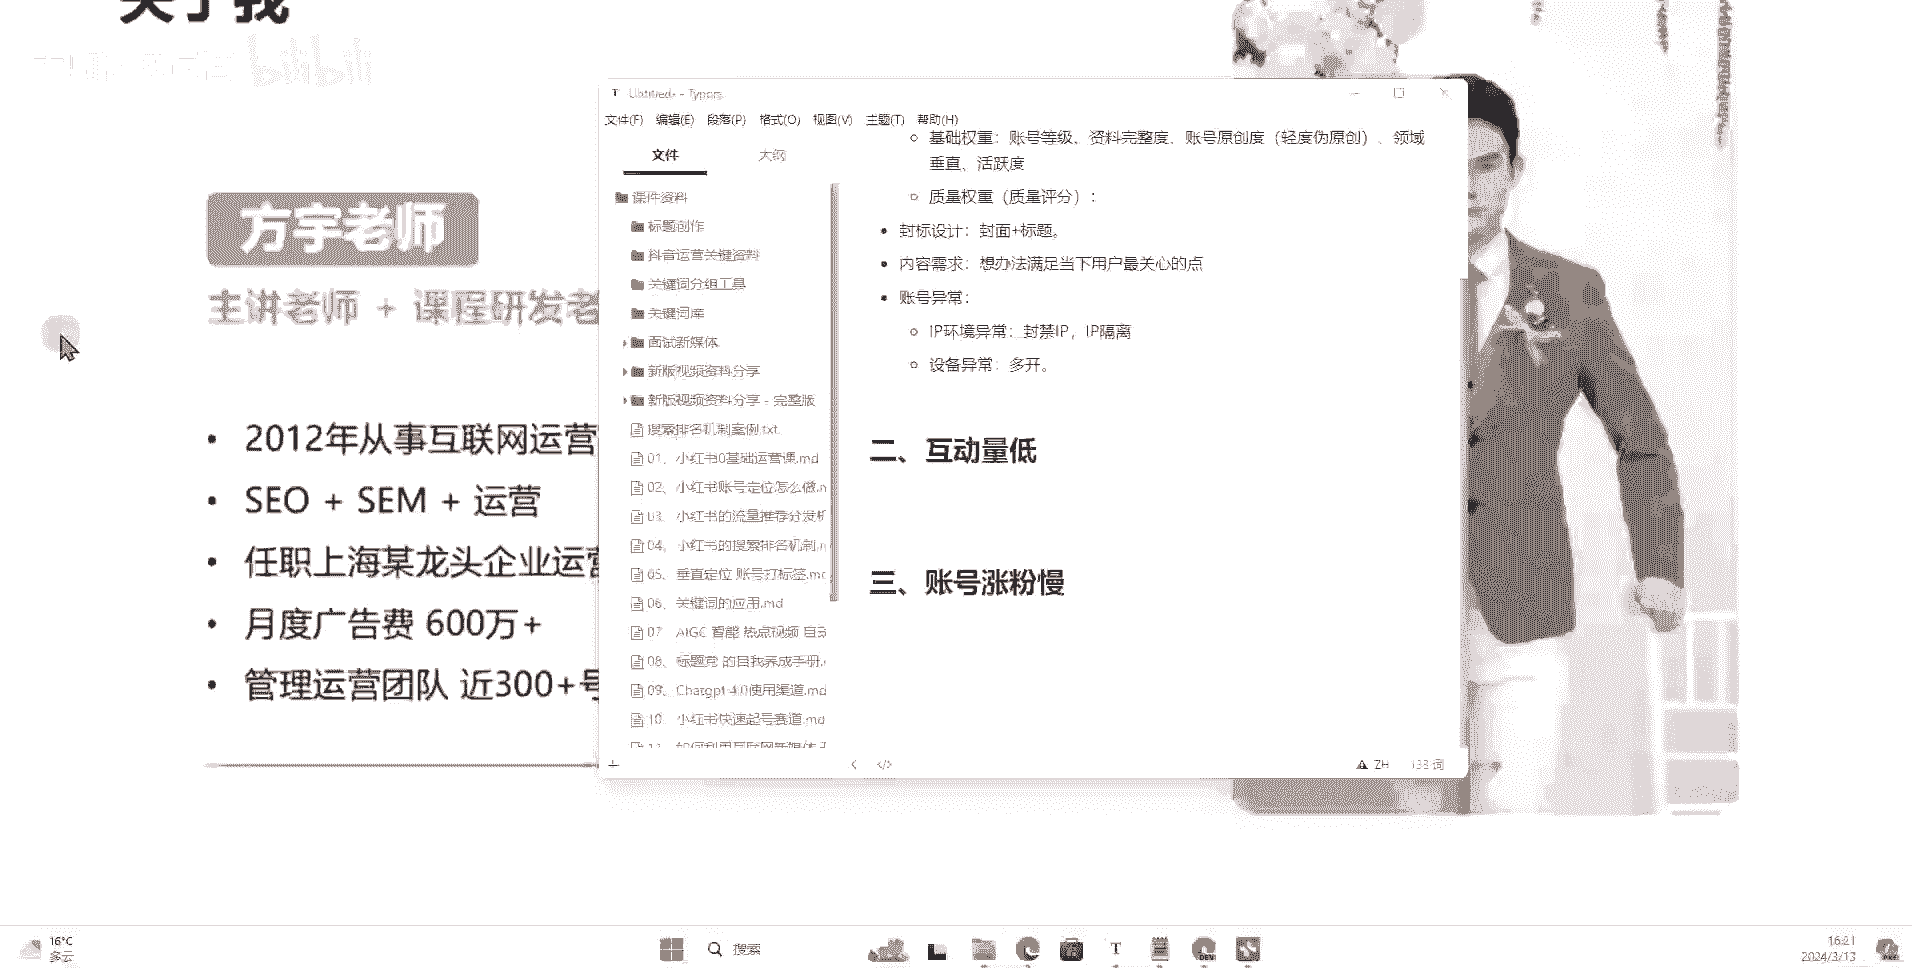 关于我
bilibili
方宇老师
主讲老师 + 课程研发老
2012年从事互联网运营
SEO + SEM + 运营
任职上海某龙头企业运营
月度广告费 600万+
管理运营团队 近300+号
Untitled - Typora
文件(F) 编辑(E) 段落(P) 格式(O) 视图(V) 主题(T) 帮助(H)
文件 大纲
课件资料
标题创作
抖音运营关键资料
关键词分组工具
关键词库
面试新媒体
新版视频资料分享
新版视频资料分享 - 完整版
搜索排名机制案例.txt
01、小红书0基础运营课.md
02、小红书账号定位怎么做.m
03、小红书的流量推荐分发机
04、小红书的搜索排名机制.m
05、垂直定位 账号打标签.md
06、关键词的应用.md
07、AIGC 智能 热点视频 自动
08、标题党 的自我养成手册.m
09、Chatgpt 4.0使用渠道.md
10、小红书快速起号赛道.md
基础权重：账号等级、资料完整度、账号原创度（轻度伪原创）、领域
垂直、活跃度
质量权重（质量评分）：
封标设计：封面+标题。
内容需求：想办法满足当下用户最关心的点
账号异常：
IP环境异常：封禁IP，IP隔离
设备异常：多开。
二、互动量低
三、账号涨粉慢
ZH 138 词
16°C
多云
搜索
16:21
2024/3/13